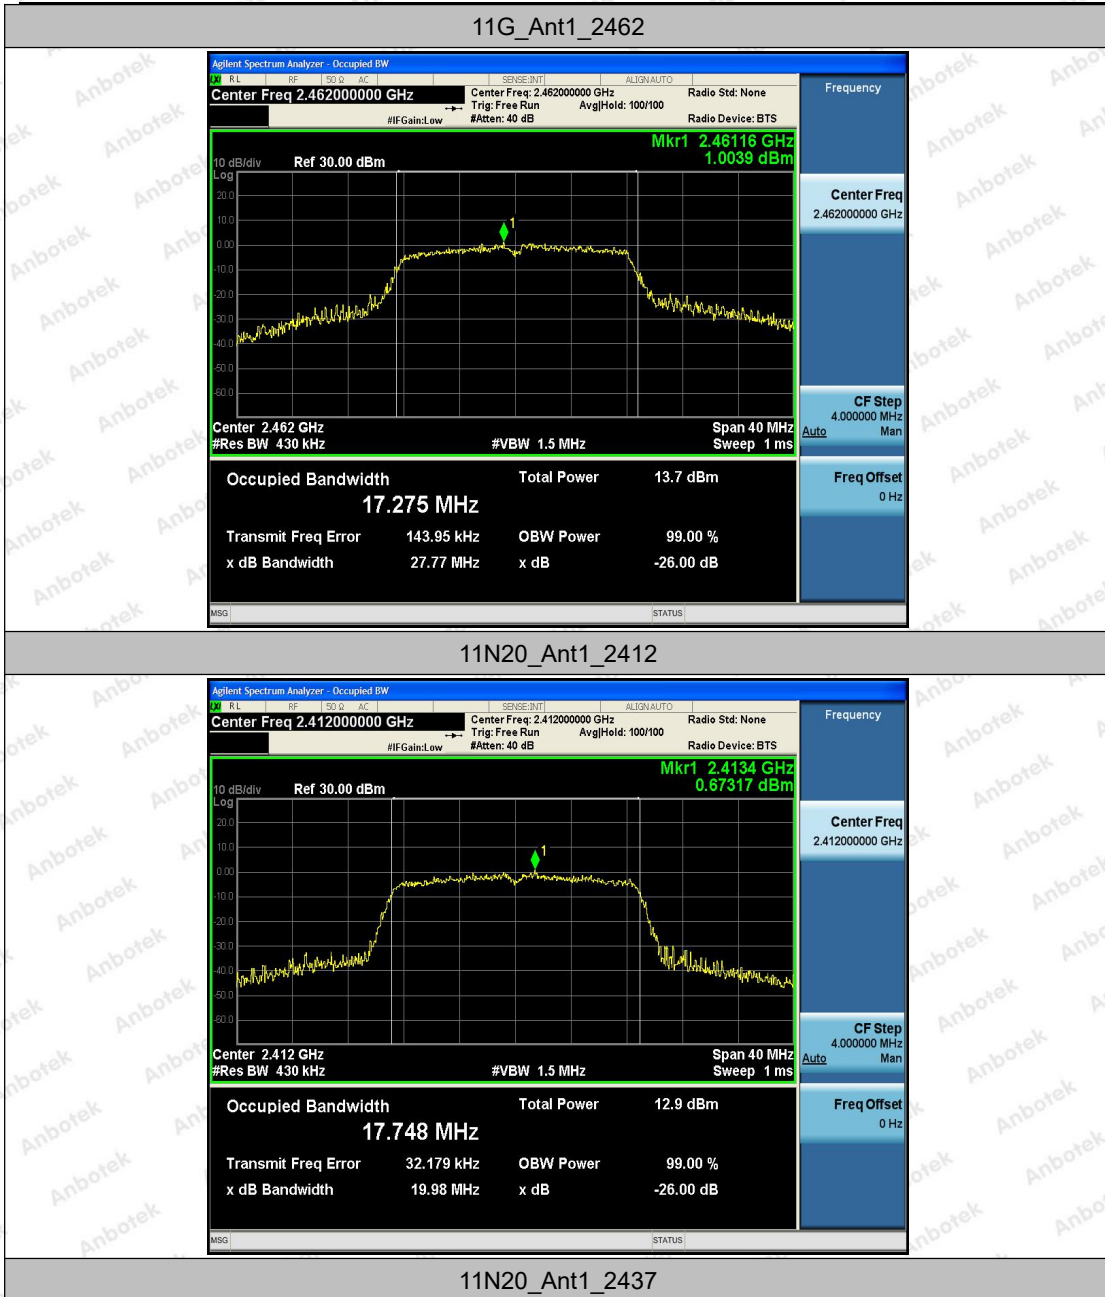 11G_Ant1_2462
Agilent Spectrum Analyzer - Occupied BW
LXI RL RF 50 Ω AC SENSE:INT ALIGNAUTO
Center Freq 2.462000000 GHz
Center Freq: 2.462000000 GHz
Radio Std: None
Trig: Free Run Avg|Hold: 100/100
#IFGain:Low #Atten: 40 dB Radio Device: BTS
Mkr1 2.46116 GHz
1.0039 dBm
10 dB/div Ref 30.00 dBm
Log
20.0
1
10.0
0.00
-10.0
-20.0
-30.0
-40.0
-50.0
-60.0
Center 2.462 GHz Span 40 MHz
#Res BW 430 kHz #VBW 1.5 MHz Sweep 1 ms
Occupied Bandwidth Total Power 13.7 dBm
17.275 MHz
Transmit Freq Error 143.95 kHz OBW Power 99.00 %
x dB Bandwidth 27.77 MHz x dB -26.00 dB
MSG STATUS
Frequency
Center Freq
2.462000000 GHz
CF Step
4.000000 MHz
Auto Man
Freq Offset
0 Hz
11N20_Ant1_2412
Agilent Spectrum Analyzer - Occupied BW
LXI RL RF 50 Ω AC SENSE:INT ALIGNAUTO
Center Freq 2.412000000 GHz
Center Freq: 2.412000000 GHz
Radio Std: None
Trig: Free Run Avg|Hold: 100/100
#IFGain:Low #Atten: 40 dB Radio Device: BTS
Mkr1 2.4134 GHz
0.67317 dBm
10 dB/div Ref 30.00 dBm
Log
20.0
10.0
1
0.00
-10.0
-20.0
-30.0
-40.0
-50.0
-60.0
Center 2.412 GHz Span 40 MHz
#Res BW 430 kHz #VBW 1.5 MHz Sweep 1 ms
Occupied Bandwidth Total Power 12.9 dBm
17.748 MHz
Transmit Freq Error 32.179 kHz OBW Power 99.00 %
x dB Bandwidth 19.98 MHz x dB -26.00 dB
MSG STATUS
Frequency
Center Freq
2.412000000 GHz
CF Step
4.000000 MHz
Auto Man
Freq Offset
0 Hz
11N20_Ant1_2437
Anbotek